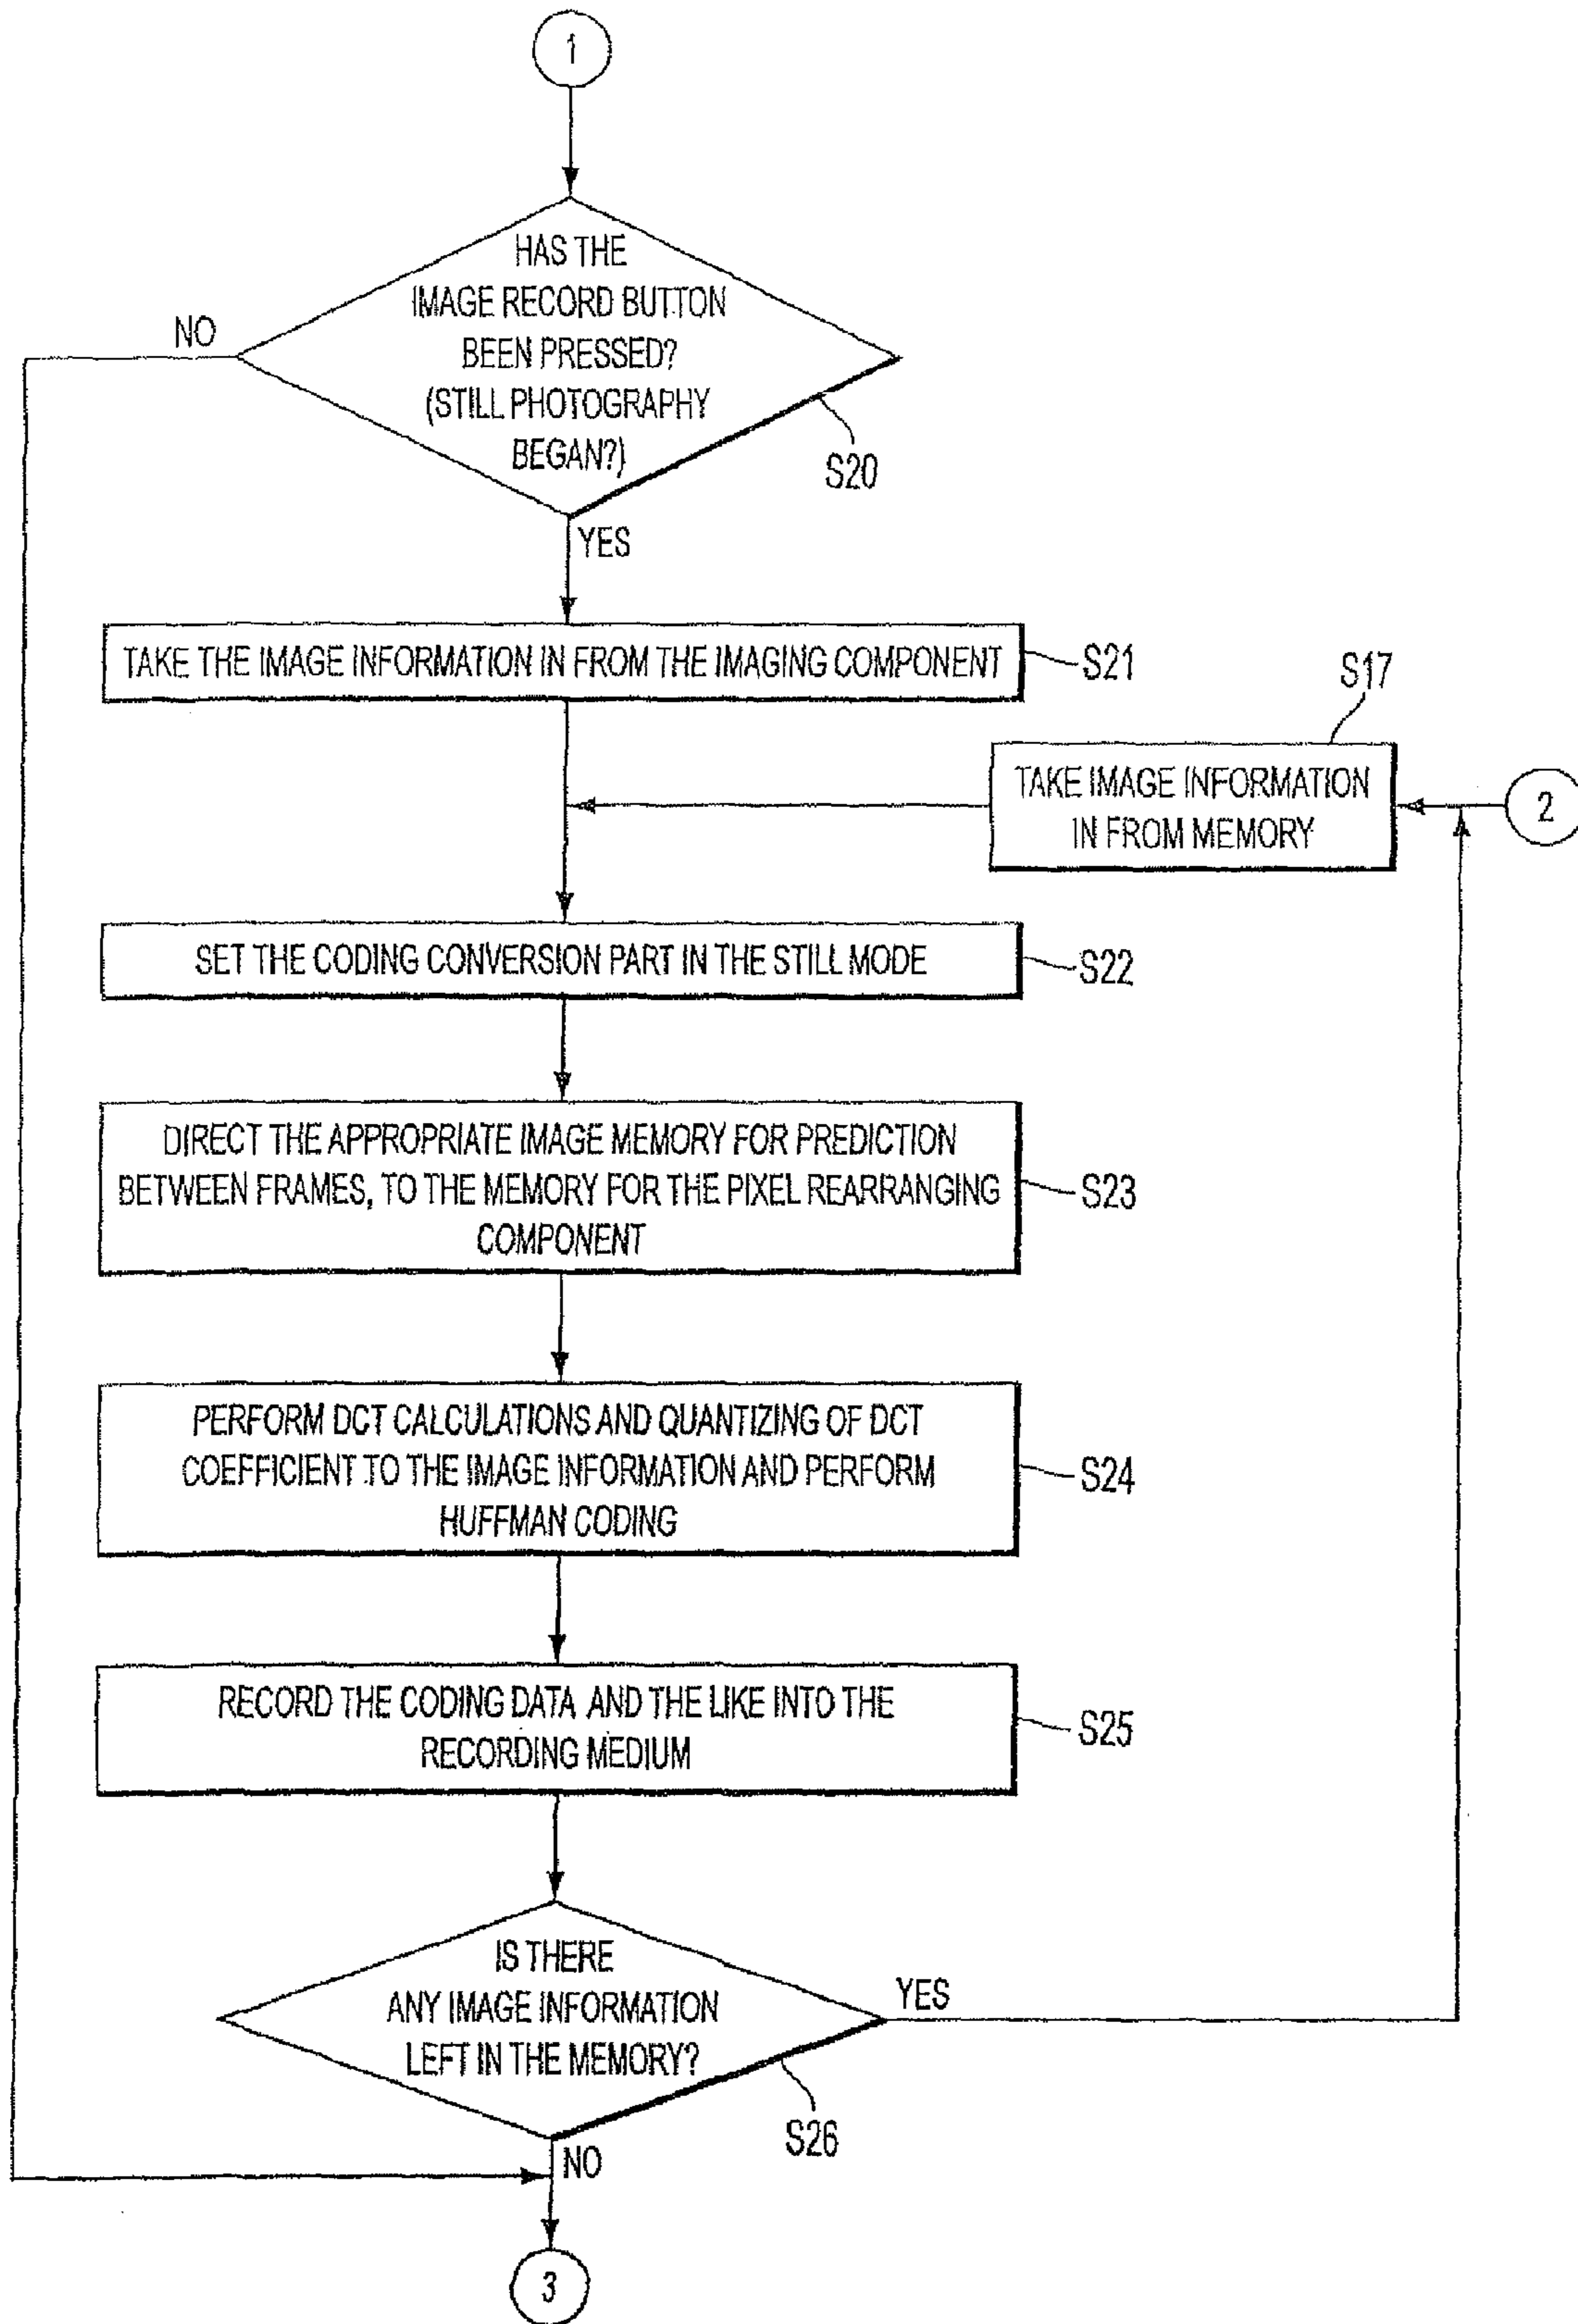 1
HAS THE
IMAGE RECORD BUTTON
BEEN PRESSED?
(STILL PHOTOGRAPHY
BEGAN?)
NO
S20
YES
TAKE THE IMAGE INFORMATION IN FROM THE IMAGING COMPONENT
S21
S17
TAKE IMAGE INFORMATION
IN FROM MEMORY
2
SET THE CODING CONVERSION PART IN THE STILL MODE
S22
DIRECT THE APPROPRIATE IMAGE MEMORY FOR PREDICTION
BETWEEN FRAMES, TO THE MEMORY FOR THE PIXEL REARRANGING
COMPONENT
S23
PERFORM DCT CALCULATIONS AND QUANTIZING OF DCT
COEFFICIENT TO THE IMAGE INFORMATION AND PERFORM
HUFFMAN CODING
S24
RECORD THE CODING DATA AND THE LIKE INTO THE
RECORDING MEDIUM
S25
IS THERE
ANY IMAGE INFORMATION
LEFT IN THE MEMORY?
YES
S26
NO
3